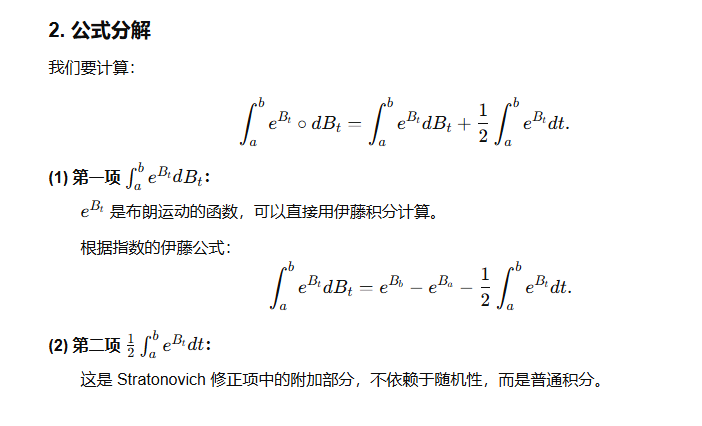 2. 公式分解
我们要计算：
$$\int_a^b e^{B_t} \circ dB_t = \int_a^b e^{B_t} dB_t + \frac{1}{2} \int_a^b e^{B_t} dt.$$
(1) 第一项 $\int_a^b e^{B_t} dB_t$：
$e^{B_t}$ 是布朗运动的函数，可以直接用伊藤积分计算。
根据指数的伊藤公式：
$$\int_a^b e^{B_t} dB_t = e^{B_b} - e^{B_a} - \frac{1}{2} \int_a^b e^{B_t} dt.$$
(2) 第二项 $\frac{1}{2} \int_a^b e^{B_t} dt$：
这是 Stratonovich 修正项中的附加部分，不依赖于随机性，而是普通积分。